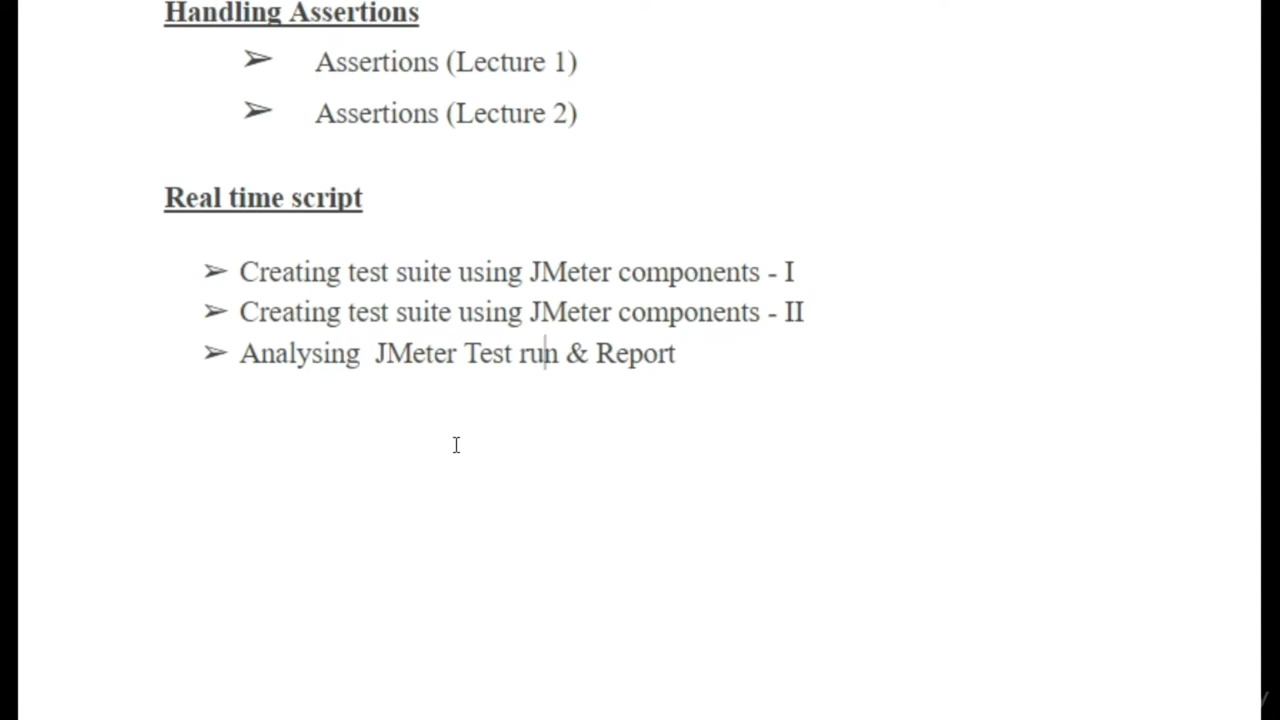 Handling Assertions
➢ Assertions (Lecture 1)
➢ Assertions (Lecture 2)
Real time script
➢ Creating test suite using JMeter components - I
➢ Creating test suite using JMeter components - II
➢ Analysing  JMeter Test run & Report